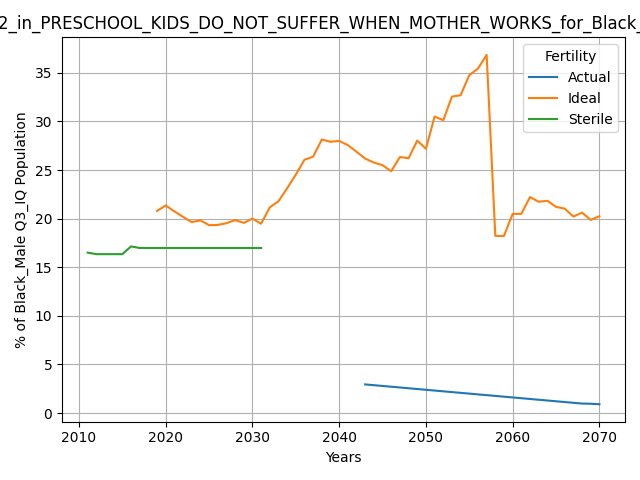 2_in_PRESCHOOL_KIDS_DO_NOT_SUFFER_WHEN_MOTHER_WORKS_for_Black_
Fertility
Actual
Ideal
Sterile
% of Black_Male Q3_IQ Population
35
30
25
20
15
10
5
0
2010 2020 2030 2040 2050 2060 2070
Years